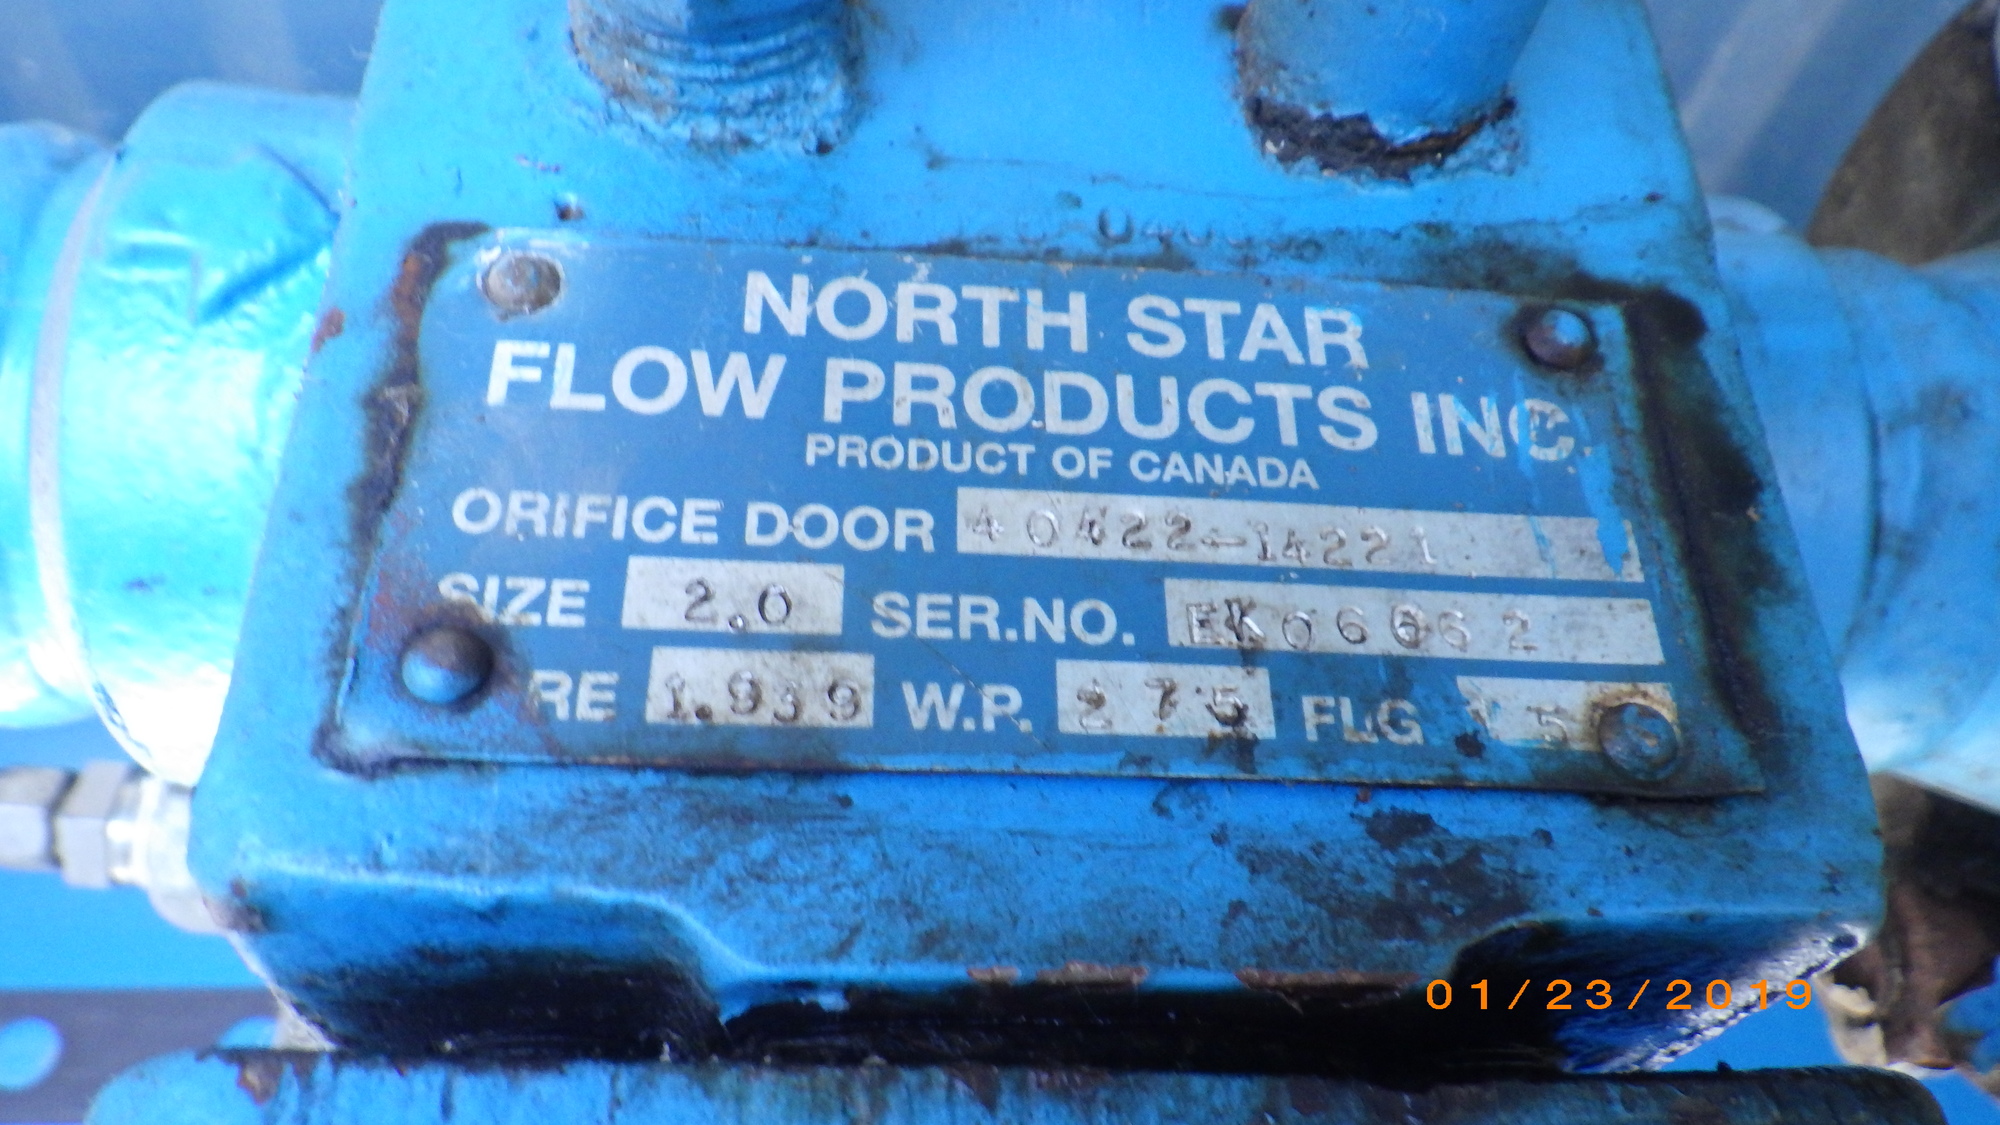 NORTH STAR
FLOW PRODUCTS INC.
PRODUCT OF CANADA
ORIFICE DOOR 40422-14221
SIZE 2.0 SER.NO. EK06662
RE 1.939 W.P. 275 FLG 15
01/23/2019